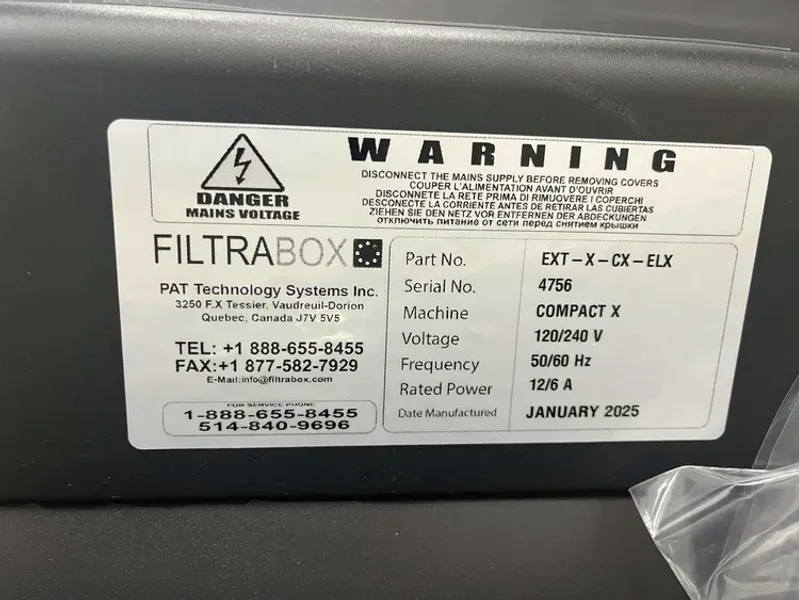 DANGER
MAINS VOLTAGE
WARNING
DISCONNECT THE MAINS SUPPLY BEFORE REMOVING COVERS
COUPER L'ALIMENTATION AVANT D'OUVRIR
DISCONNETE LA RETE PRIMA DI RIMUOVERE I COPERCHI
DESCONECTE LA CORRIENTE ANTES DE RETIRAR LAS CUBIERTAS
ZIEHEN SIE DEN NETZ VOR ENTFERNEN DER ABDECKUNGEN
отключить питание от сети перед снятием крышки
FILTRABOX
PAT Technology Systems Inc.
3250 F.X Tessier, Vaudreuil-Dorion
Quebec, Canada J7V 5V5
TEL: +1 888-655-8455
FAX:+1 877-582-7929
E-Mail:info@filtrabox.com
FOR SERVICE PHONE
1-888-655-8455
514-840-9696
Part No. EXT-X-CX-ELX
Serial No. 4756
Machine COMPACT X
Voltage 120/240 V
Frequency 50/60 Hz
Rated Power 12/6 A
Date Manufactured JANUARY 2025